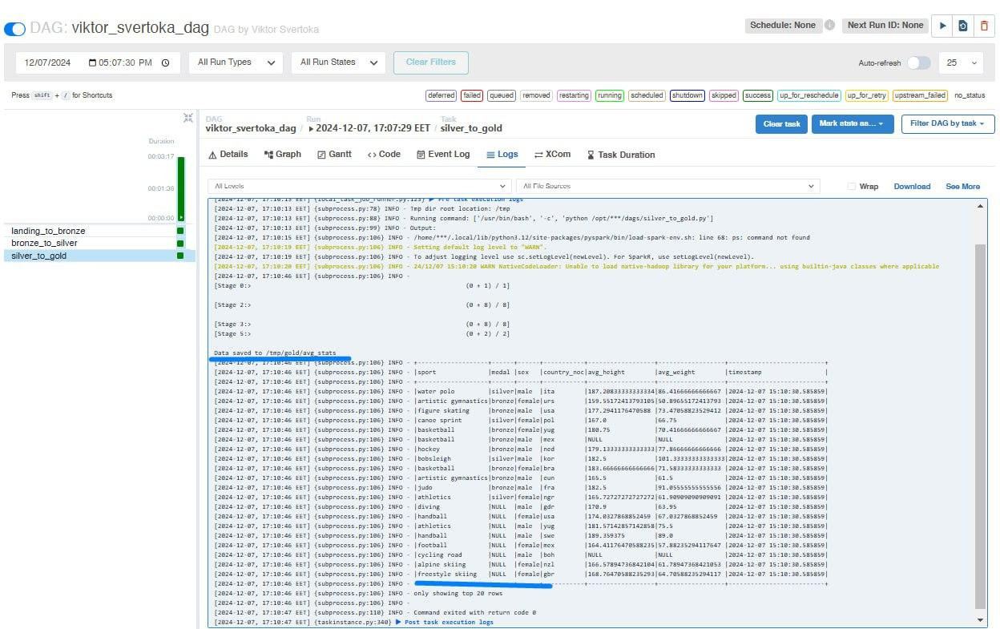 DAG: viktor_svertoka_dag DAG by Viktor Svertoka
Schedule: None
Next Run ID: None
12/07/2024 05:07:30 PM
All Run Types
All Run States
Clear Filters
Auto-refresh
25
Press shift + / for Shortcuts
deferred failed queued removed restarting running scheduled shutdown skipped success up_for_reschedule up_for_retry upstream_failed no_status
Duration
00:03:17
00:01:38
00:00:00
landing_to_bronze
bronze_to_silver
silver_to_gold
DAG Run Task
viktor_svertoka_dag / 2024-12-07, 17:07:29 EET / silver_to_gold
Clear task
Mark state as...
Filter DAG by task
Details Graph Gantt Code Event Log Logs XCom Task Duration
All Levels
All File Sources
Wrap Download See More
[2024-12-07, 17:10:13 EET] {local_task_job_runner.py:123} ▶ Pre task execution logs
[2024-12-07, 17:10:13 EET] {subprocess.py:78} INFO - Tmp dir root location: /tmp
[2024-12-07, 17:10:13 EET] {subprocess.py:88} INFO - Running command: ['/usr/bin/bash', '-c', 'python /opt/***/dags/silver_to_gold.py']
[2024-12-07, 17:10:13 EET] {subprocess.py:99} INFO - Output:
[2024-12-07, 17:10:15 EET] {subprocess.py:106} INFO - /home/***/.local/lib/python3.12/site-packages/pyspark/bin/load-spark-env.sh: line 68: ps: command not found
[2024-12-07, 17:10:19 EET] {subprocess.py:106} INFO - Setting default log level to "WARN".
[2024-12-07, 17:10:19 EET] {subprocess.py:106} INFO - To adjust logging level use sc.setLogLevel(newLevel). For SparkR, use setLogLevel(newLevel).
[2024-12-07, 17:10:20 EET] {subprocess.py:106} INFO - 24/12/07 15:10:20 WARN NativeCodeLoader: Unable to load native-hadoop library for your platform... using builtin-java classes where applicable
[2024-12-07, 17:10:46 EET] {subprocess.py:106} INFO -
[Stage 0:> (0 + 1) / 1]
[Stage 2:> (0 + 8) / 8]
[Stage 3:> (0 + 8) / 8]
[Stage 5:> (0 + 2) / 2]
Data saved to /tmp/gold/avg_stats
[2024-12-07, 17:10:46 EET] {subprocess.py:106} INFO - +-------------------+------+------+-----------+------------------+------------------+--------------------------+
[2024-12-07, 17:10:46 EET] {subprocess.py:106} INFO - |sport |medal |sex |country_noc|avg_height |avg_weight |timestamp |
[2024-12-07, 17:10:46 EET] {subprocess.py:106} INFO - +-------------------+------+------+-----------+------------------+------------------+--------------------------+
[2024-12-07, 17:10:46 EET] {subprocess.py:106} INFO - |water polo |silver|male |ita |187.20833333333334|86.41666666666667 |2024-12-07 15:10:30.585859|
[2024-12-07, 17:10:46 EET] {subprocess.py:106} INFO - |artistic gymnastics|bronze|female|urs |159.55172413793105|50.89655172413793 |2024-12-07 15:10:30.585859|
[2024-12-07, 17:10:46 EET] {subprocess.py:106} INFO - |figure skating |bronze|male |usa |177.2941176470588 |73.47058823529412 |2024-12-07 15:10:30.585859|
[2024-12-07, 17:10:46 EET] {subprocess.py:106} INFO - |canoe sprint |silver|female|pol |167.0 |66.75 |2024-12-07 15:10:30.585859|
[2024-12-07, 17:10:46 EET] {subprocess.py:106} INFO - |basketball |bronze|female|yug |180.75 |70.41666666666667 |2024-12-07 15:10:30.585859|
[2024-12-07, 17:10:46 EET] {subprocess.py:106} INFO - |basketball |bronze|male |mex |NULL |NULL |2024-12-07 15:10:30.585859|
[2024-12-07, 17:10:46 EET] {subprocess.py:106} INFO - |hockey |bronze|male |ned |179.13333333333333|77.86666666666666 |2024-12-07 15:10:30.585859|
[2024-12-07, 17:10:46 EET] {subprocess.py:106} INFO - |bobsleigh |silver|male |kor |182.5 |101.33333333333333|2024-12-07 15:10:30.585859|
[2024-12-07, 17:10:46 EET] {subprocess.py:106} INFO - |basketball |bronze|female|bra |183.66666666666666|71.58333333333333 |2024-12-07 15:10:30.585859|
[2024-12-07, 17:10:46 EET] {subprocess.py:106} INFO - |artistic gymnastics|bronze|male |eun |165.5 |61.5 |2024-12-07 15:10:30.585859|
[2024-12-07, 17:10:46 EET] {subprocess.py:106} INFO - |judo |bronze|male |fra |182.5 |91.05555555555556 |2024-12-07 15:10:30.585859|
[2024-12-07, 17:10:46 EET] {subprocess.py:106} INFO - |athletics |silver|female|ngr |165.72727272727272|61.90909090909091 |2024-12-07 15:10:30.585859|
[2024-12-07, 17:10:46 EET] {subprocess.py:106} INFO - |diving |NULL |male |gdr |170.9 |63.95 |2024-12-07 15:10:30.585859|
[2024-12-07, 17:10:46 EET] {subprocess.py:106} INFO - |handball |NULL |female|usa |174.0327868852459 |67.0327868852459 |2024-12-07 15:10:30.585859|
[2024-12-07, 17:10:46 EET] {subprocess.py:106} INFO - |athletics |NULL |male |yug |181.57142857142858|75.5 |2024-12-07 15:10:30.585859|
[2024-12-07, 17:10:46 EET] {subprocess.py:106} INFO - |handball |NULL |male |swe |189.359375 |89.0 |2024-12-07 15:10:30.585859|
[2024-12-07, 17:10:46 EET] {subprocess.py:106} INFO - |football |NULL |female|mex |164.41176470588235|57.88235294117647 |2024-12-07 15:10:30.585859|
[2024-12-07, 17:10:46 EET] {subprocess.py:106} INFO - |cycling road |NULL |male |boh |NULL |NULL |2024-12-07 15:10:30.585859|
[2024-12-07, 17:10:46 EET] {subprocess.py:106} INFO - |alpine skiing |NULL |female|nzl |166.57894736842104|61.78947368421053 |2024-12-07 15:10:30.585859|
[2024-12-07, 17:10:46 EET] {subprocess.py:106} INFO - |freestyle skiing |NULL |female|gbr |168.76470588235293|64.70588235294117 |2024-12-07 15:10:30.585859|
[2024-12-07, 17:10:46 EET] {subprocess.py:106} INFO - +-------------------+------+------+-----------+------------------+------------------+--------------------------+
[2024-12-07, 17:10:46 EET] {subprocess.py:106} INFO - only showing top 20 rows
[2024-12-07, 17:10:46 EET] {subprocess.py:106} INFO -
[2024-12-07, 17:10:47 EET] {subprocess.py:110} INFO - Command exited with return code 0
[2024-12-07, 17:10:47 EET] {taskinstance.py:340} ▶ Post task execution logs